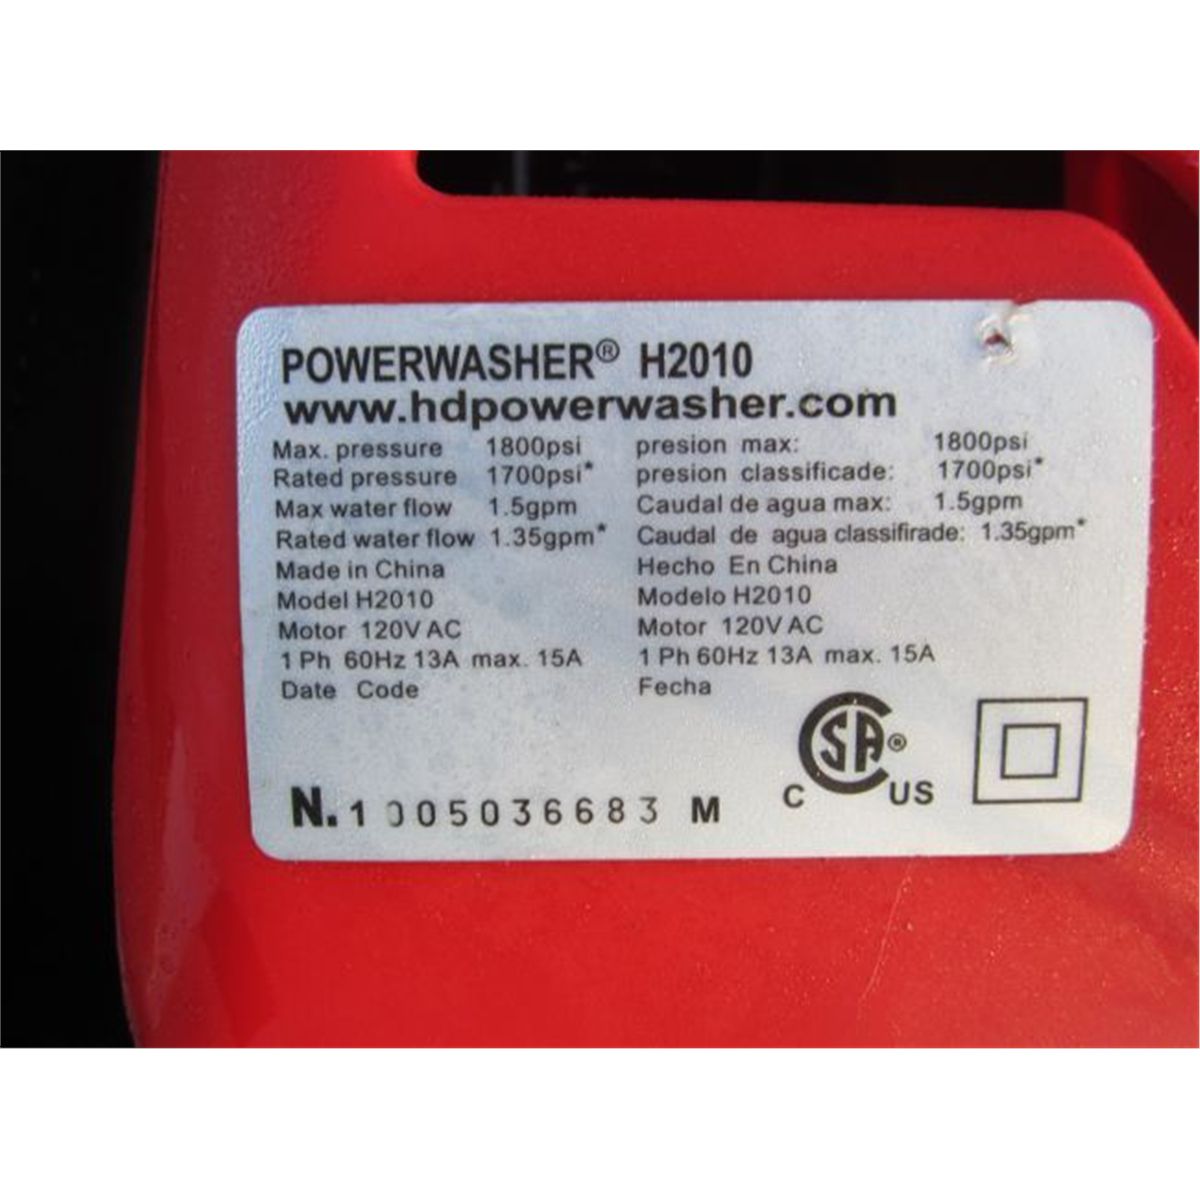 POWERWASHER® H2010
www.hdpowerwasher.com
Max. pressure 1800psi
Rated pressure 1700psi*
Max water flow 1.5gpm
Rated water flow 1.35gpm*
Made in China
Model H2010
Motor 120V AC
1 Ph 60Hz 13A max. 15A
Date Code
presion max: 1800psi
presion classificade: 1700psi*
Caudal de agua max: 1.5gpm
Caudal de agua classifirade: 1.35gpm*
Hecho En China
Modelo H2010
Motor 120V AC
1 Ph 60Hz 13A max. 15A
Fecha
N. 1005036683 M
CSA®
C US